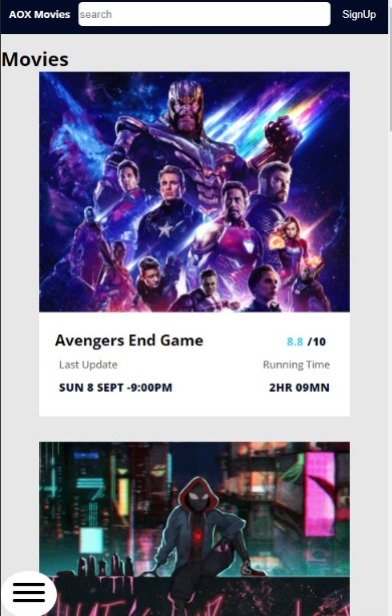 AOX Movies search SignUp
Movies
Avengers End Game 8.8 /10
Last Update Running Time
SUN 8 SEPT -9:00PM 2HR 09MN